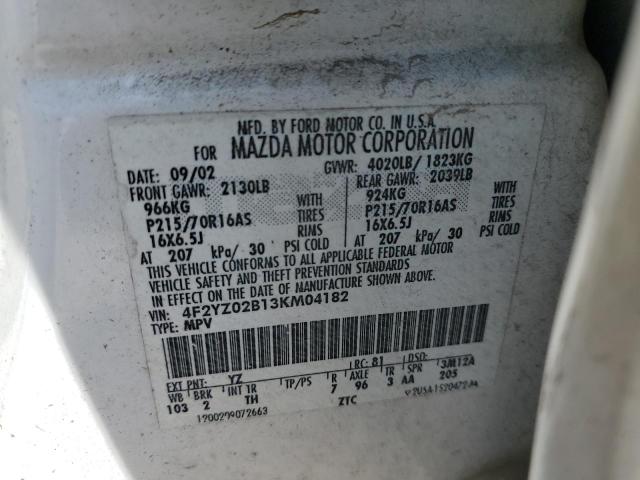 MFD. BY FORD MOTOR CO. IN U.S.A.
FOR MAZDA MOTOR CORPORATION
DATE: 09/02 GVWR: 4020LB/ 1823KG
FRONT GAWR: 2130LB REAR GAWR: 2039LB
966KG WITH 924KG WITH
P215/70R16AS TIRES P215/70R16AS TIRES
16X6.5J RIMS 16X6.5J RIMS
AT 207 kPa/ 30 PSI COLD AT 207 kPa/ 30 PSI COLD
THIS VEHICLE CONFORMS TO ALL APPLICABLE FEDERAL MOTOR
VEHICLE SAFETY AND THEFT PREVENTION STANDARDS
IN EFFECT ON THE DATE OF MANUFACTURE SHOWN ABOVE.
VIN: 4F2YZ02B13KM04182
TYPE: MPV
EXT PNT: YZ RC: 81 DSO:
WB BRK INT TR TP/PS R AXLE TR SPR 3M12A
103 2 TH 7 96 3 AA 205
1200209072663 ZTC